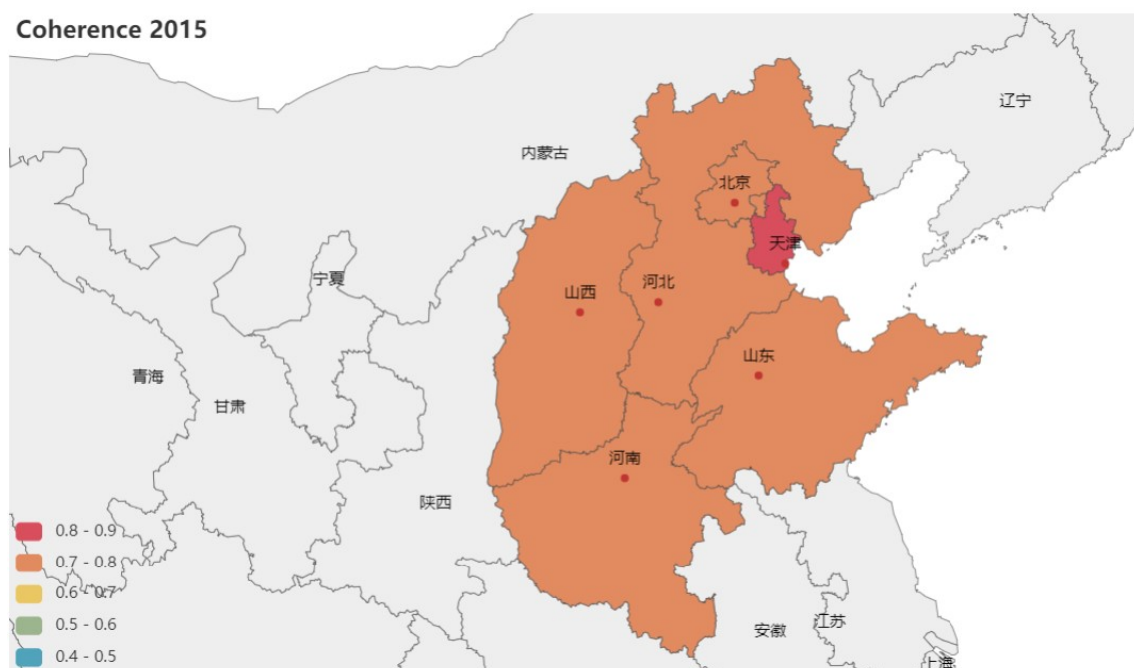 Coherence 2015
辽宁
内蒙古
北京
天津
宁夏
山西
河北
山东
青海
甘肃
河南
陕西
0.8 - 0.9
0.7 - 0.8
0.6 - 0.7
0.5 - 0.6
0.4 - 0.5
安徽
江苏
上海